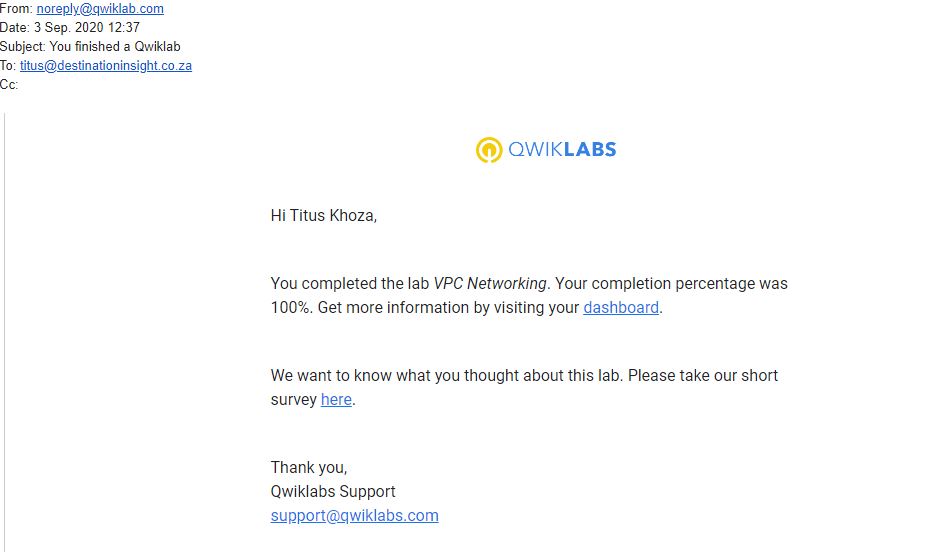 From: noreply@qwiklab.com
Date: 3 Sep. 2020 12:37
Subject: You finished a Qwiklab
To: titus@destinationinsight.co.za
Cc:
QWIKLABS
Hi Titus Khoza,
You completed the lab VPC Networking. Your completion percentage was
100%. Get more information by visiting your dashboard.
We want to know what you thought about this lab. Please take our short
survey here.
Thank you,
Qwiklabs Support
support@qwiklabs.com